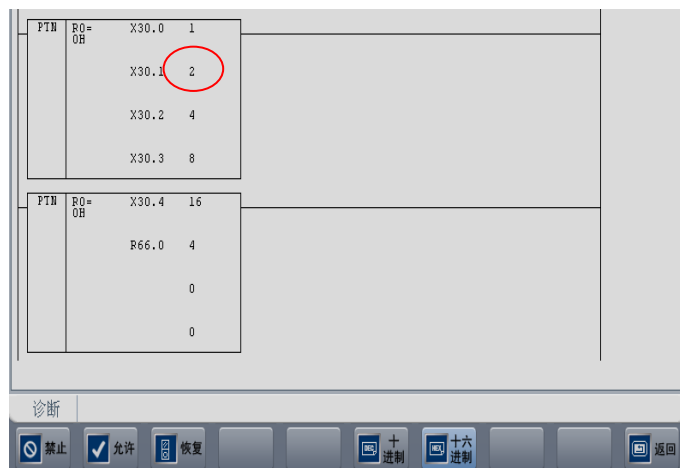 PTN R0= X30.0 1
0H
X30.1 2
X30.2 4
X30.3 8
PTN R0= X30.4 16
0H
R66.0 4
0
0
诊断
禁止 允许 恢复 DEC 十进制 HEX 十六进制 返回